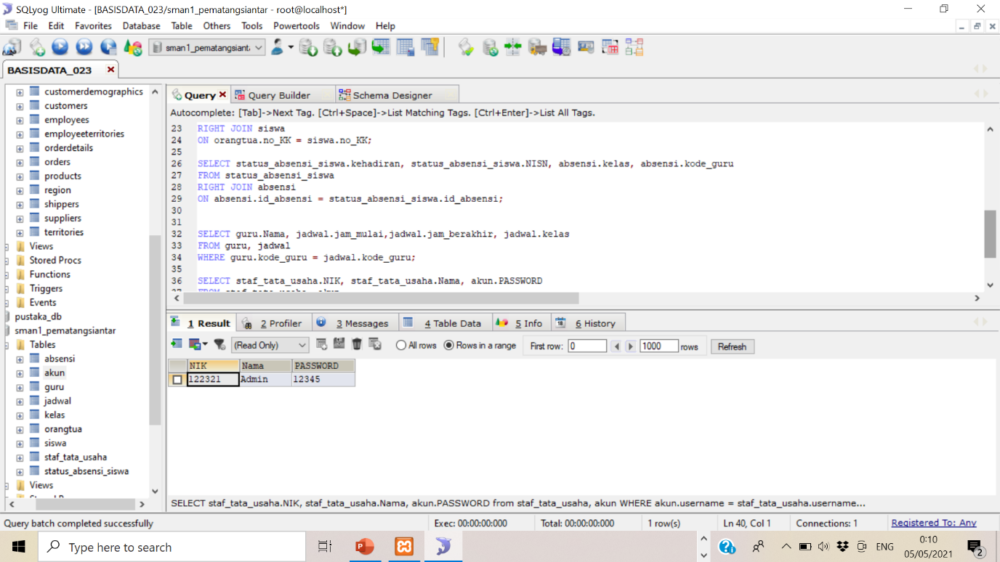 SQLyog Ultimate - [BASISDATA_023/sman1_pematangsiantar - root@localhost*]
File Edit Favorites Database Table Others Tools Powertools Window Help
sman1_pematangsiant
BASISDATA_023
customerdemographics
customers
employees
employeeterritories
orderdetails
orders
products
region
shippers
suppliers
territories
Views
Stored Procs
Functions
Triggers
Events
pustaka_db
sman1_pematangsiantar
Tables
absensi
akun
guru
jadwal
kelas
orangtua
siswa
staf_tata_usaha
status_absensi_siswa
Views
Query Query Builder Schema Designer
Autocomplete: [Tab]->Next Tag. [Ctrl+Space]->List Matching Tags. [Ctrl+Enter]->List All Tags.
23 RIGHT JOIN siswa
24 ON orangtua.no_KK = siswa.no_KK;
25
26 SELECT status_absensi_siswa.kehadiran, status_absensi_siswa.NISN, absensi.kelas, absensi.kode_guru
27 FROM status_absensi_siswa
28 RIGHT JOIN absensi
29 ON absensi.id_absensi = status_absensi_siswa.id_absensi;
30
31
32 SELECT guru.Nama, jadwal.jam_mulai,jadwal.jam_berakhir, jadwal.kelas
33 FROM guru, jadwal
34 WHERE guru.kode_guru = jadwal.kode_guru;
35
36 SELECT staf_tata_usaha.NIK, staf_tata_usaha.Nama, akun.PASSWORD
1 Result 2 Profiler 3 Messages 4 Table Data 5 Info 6 History
(Read Only) All rows Rows in a range First row: 0 1000 rows Refresh
NIK Nama PASSWORD
122321 Admin 12345
SELECT staf_tata_usaha.NIK, staf_tata_usaha.Nama, akun.PASSWORD from staf_tata_usaha, akun WHERE akun.username = staf_tata_usaha.username...
Query batch completed successfully Exec: 00:00:00:000 Total: 00:00:00:000 1 row(s) Ln 40, Col 1 Connections: 1 Registered To: Any
Type here to search ENG 0:10
05/05/2021 2